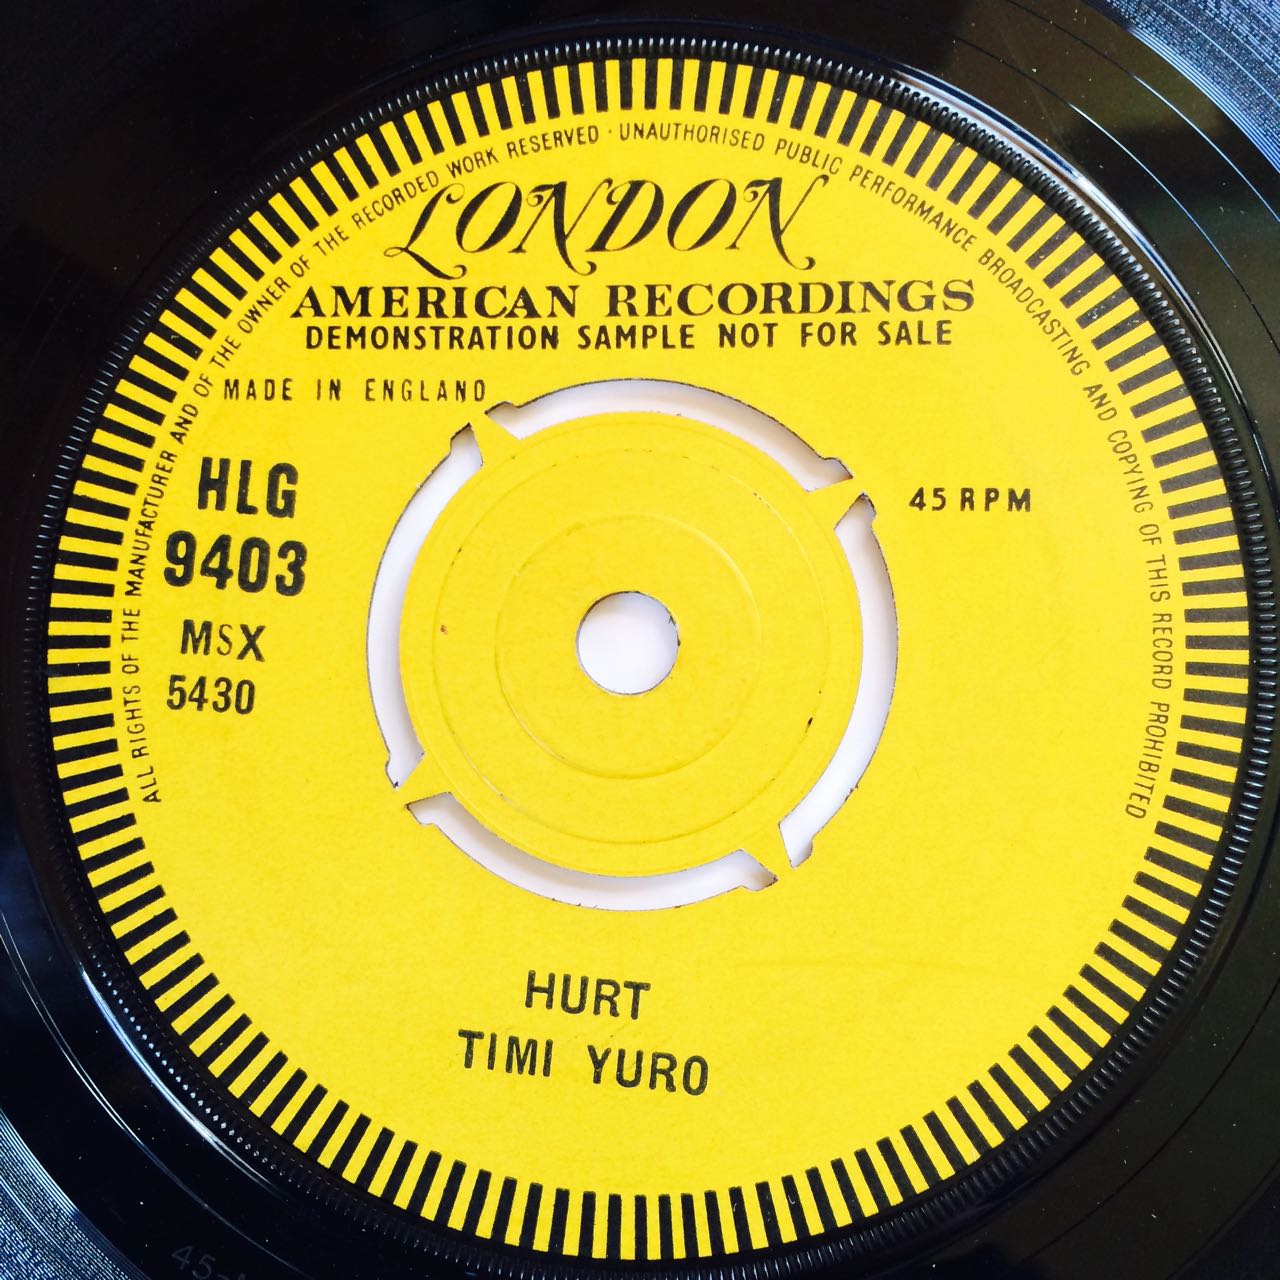 ALL RIGHTS OF THE MANUFACTURER AND OF THE OWNER OF THE RECORDED WORK RESERVED · UNAUTHORISED PUBLIC PERFORMANCE BROADCASTING AND COPYING OF THIS RECORD PROHIBITED
LONDON
AMERICAN RECORDINGS
DEMONSTRATION SAMPLE NOT FOR SALE
MADE IN ENGLAND
HLG
9403
45 RPM
MSX
5430
HURT
TIMI YURO